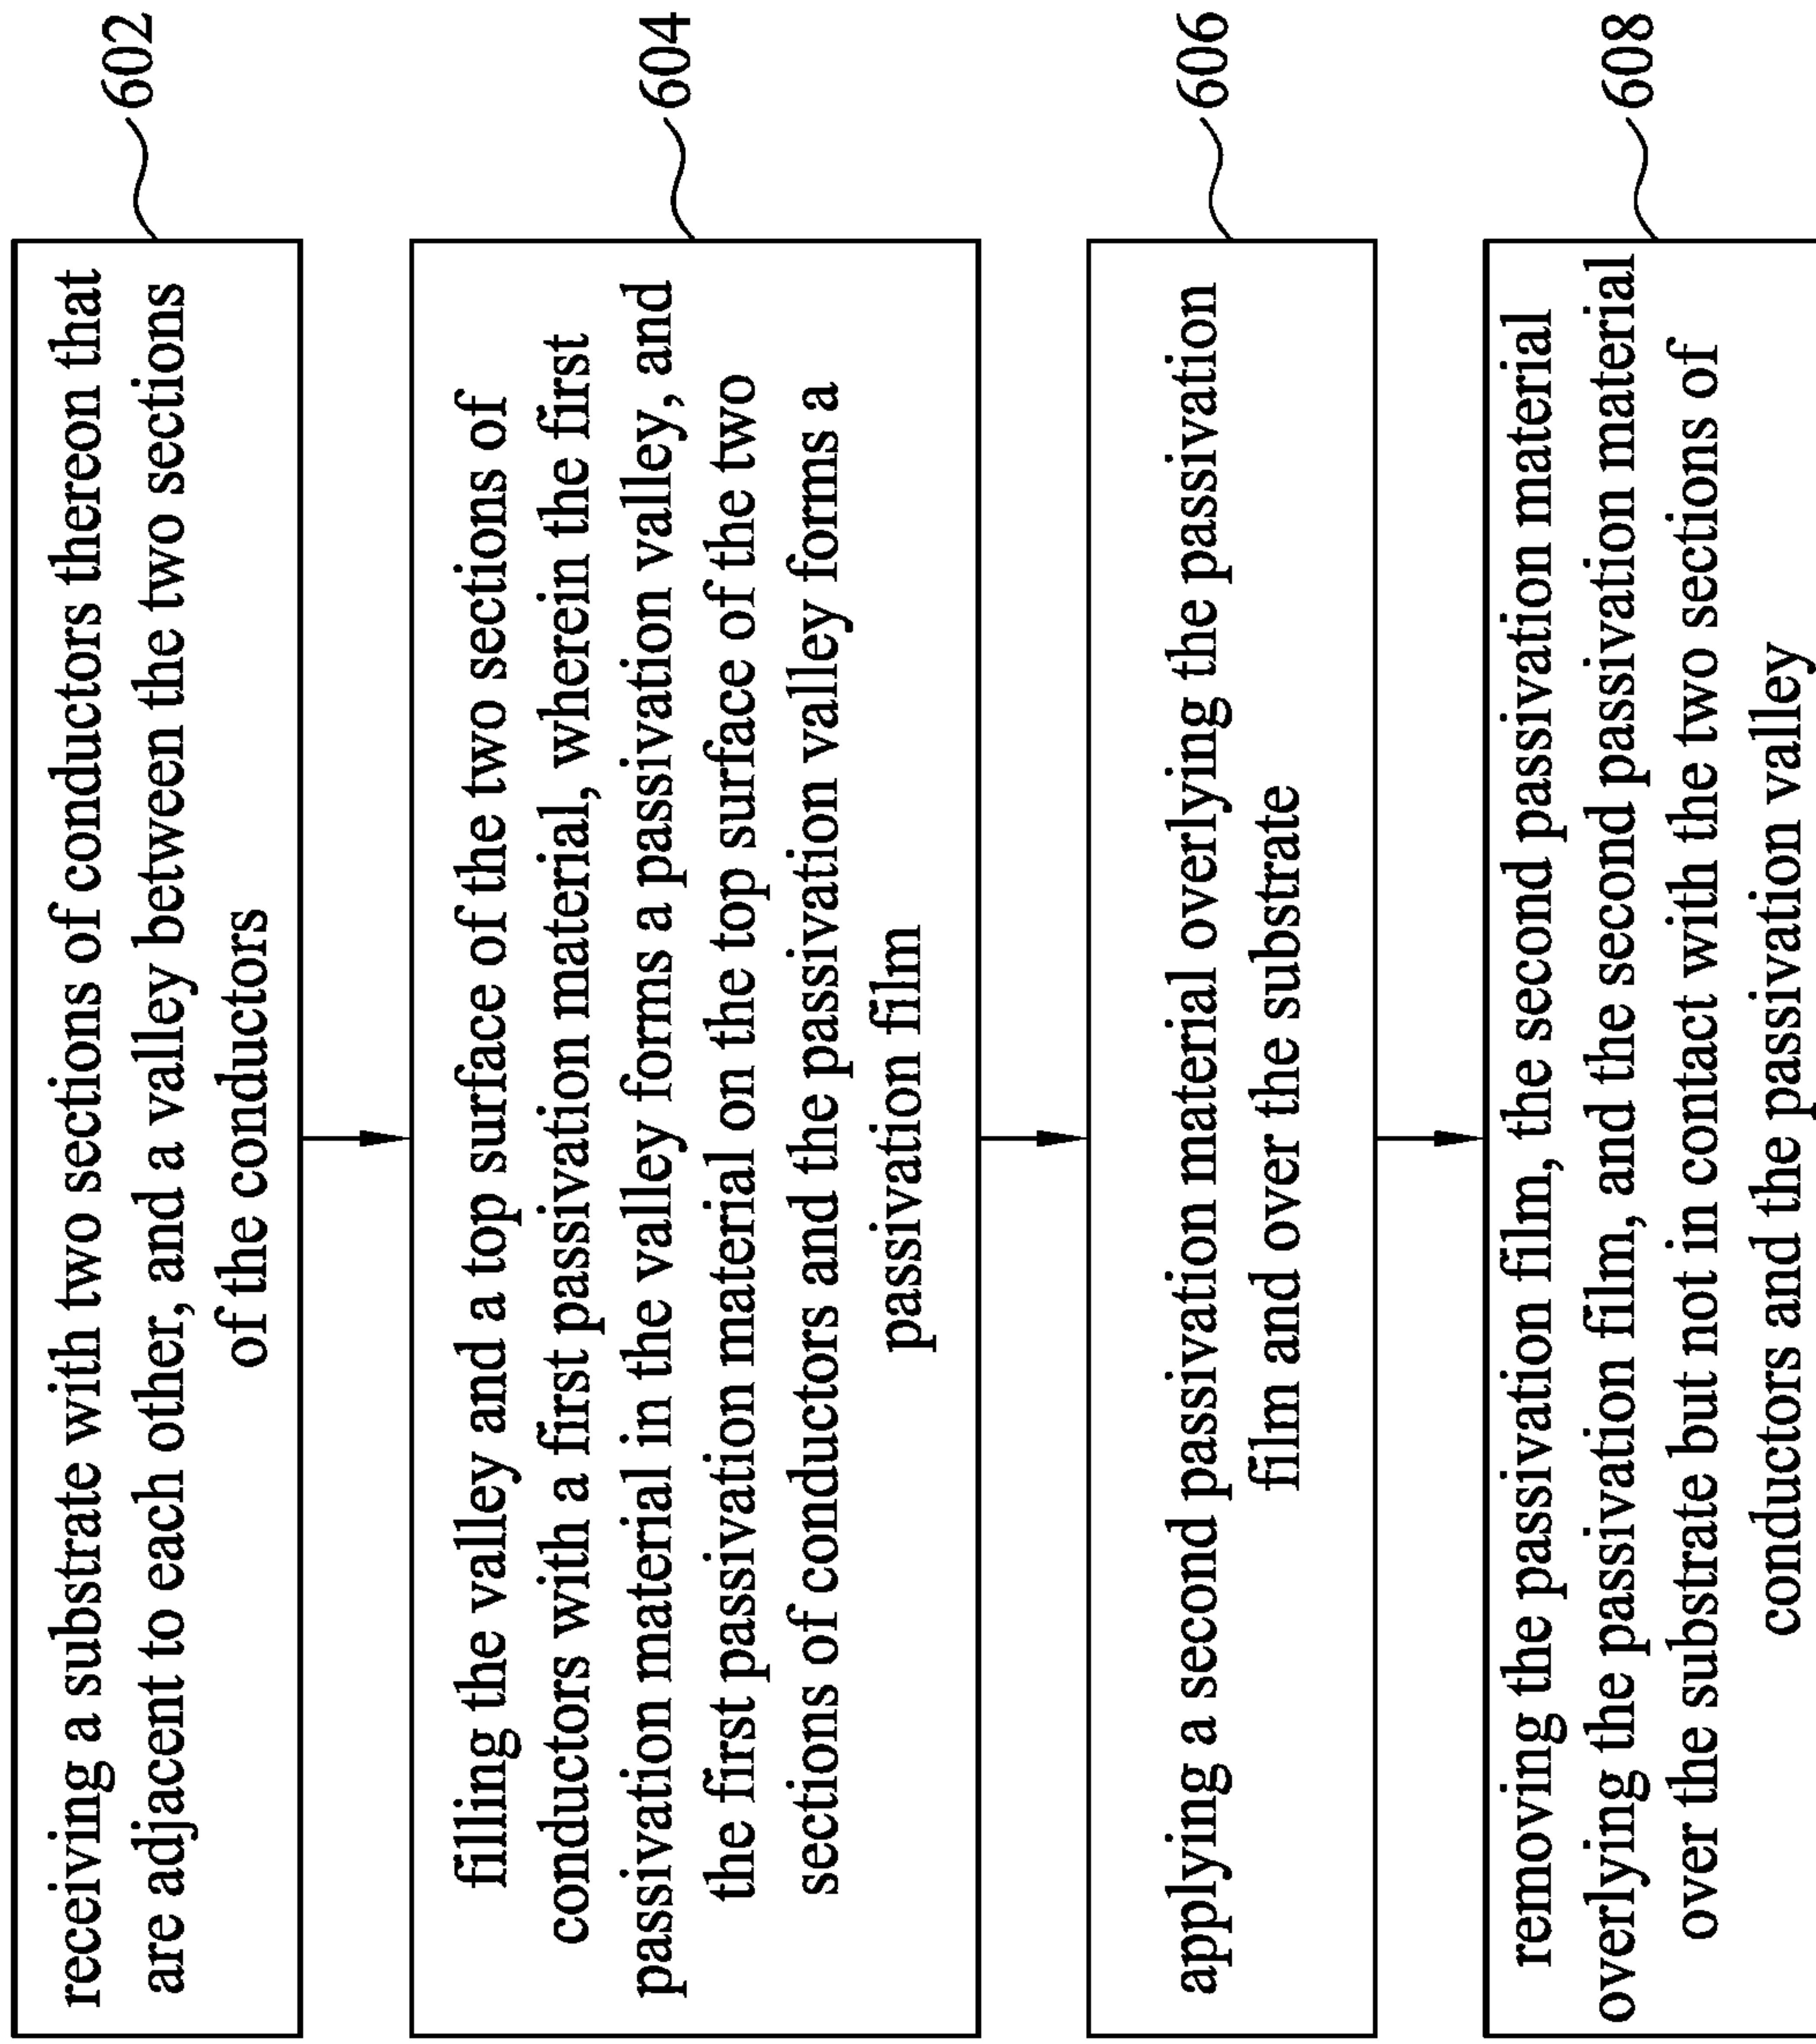 receiving a substrate with two sections of conductors thereon that
are adjacent to each other, and a valley between the two sections
of the conductors
602
filling the valley and a top surface of the two sections of
conductors with a first passivation material, wherein the first
passivation material in the valley forms a passivation valley, and
the first passivation material on the top surface of the two
sections of conductors and the passivation valley forms a
passivation film
604
applying a second passivation material overlying the passivation
film and over the substrate
606
removing the passivation film, the second passivation material
overlying the passivation film, and the second passivation material
over the substrate but not in contact with the two sections of
conductors and the passivation valley
608